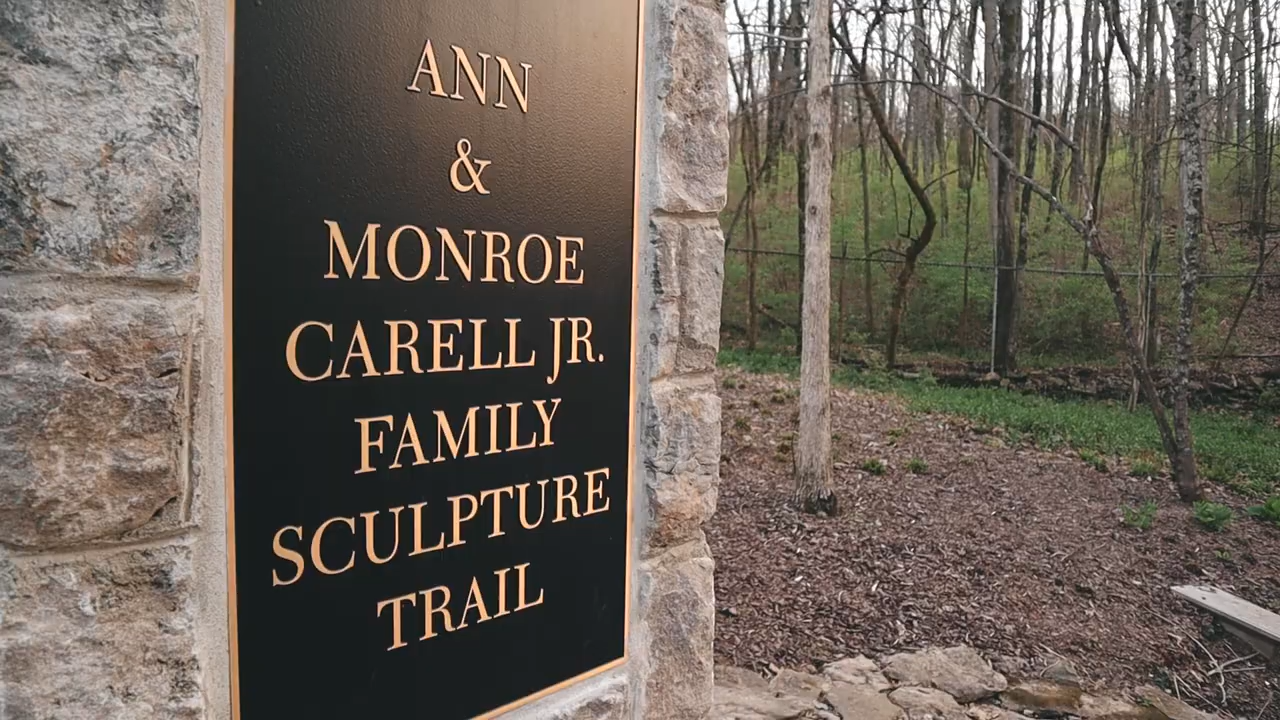 ANN
&
MONROE
CARELL JR.
FAMILY
SCULPTURE
TRAIL